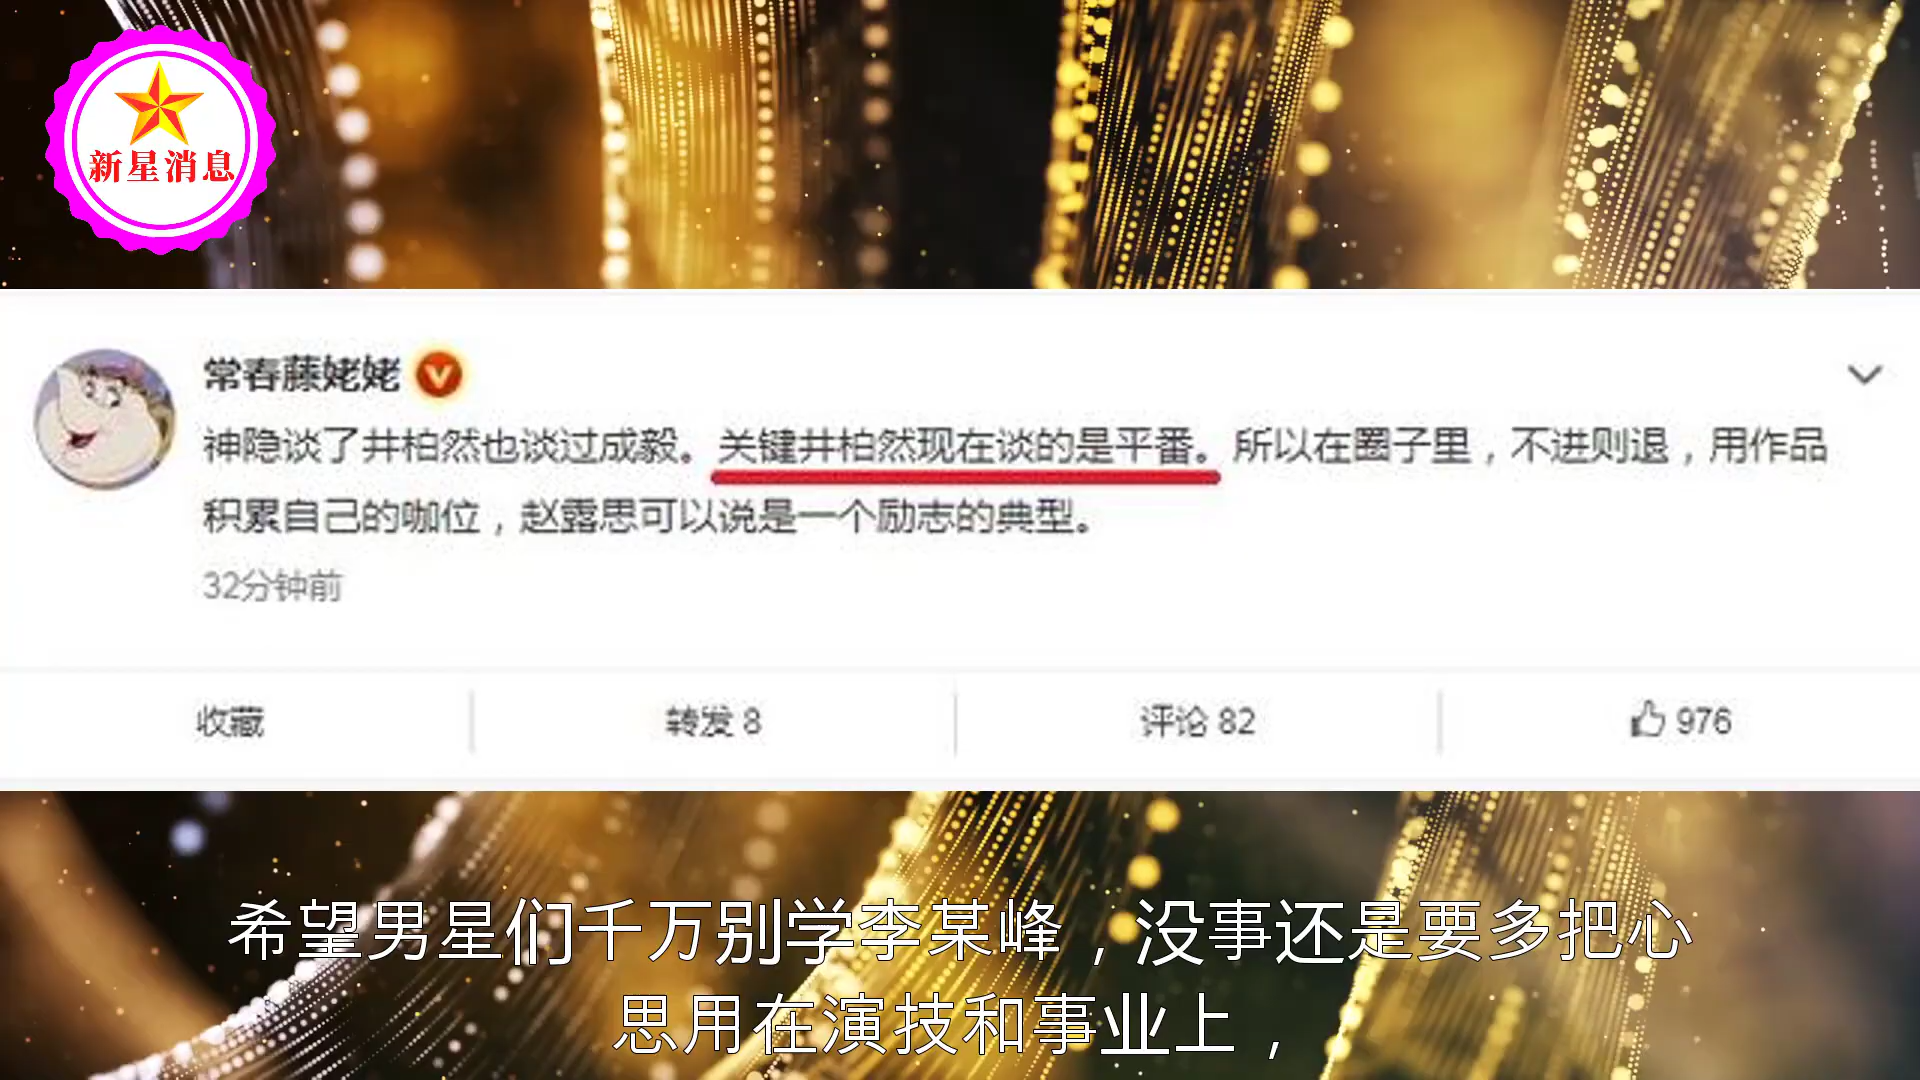 新星消息
常春藤姥姥
神隐谈了井柏然也谈过成毅。关键井柏然现在谈的是平番。所以在圈子里，不进则退，用作品
积累自己的咖位，赵露思可以说是一个励志的典型。
32分钟前
收藏
转发 8
评论 82
976
希望男星们千万别学李某峰，没事还是要多把心
思用在演技和事业上，